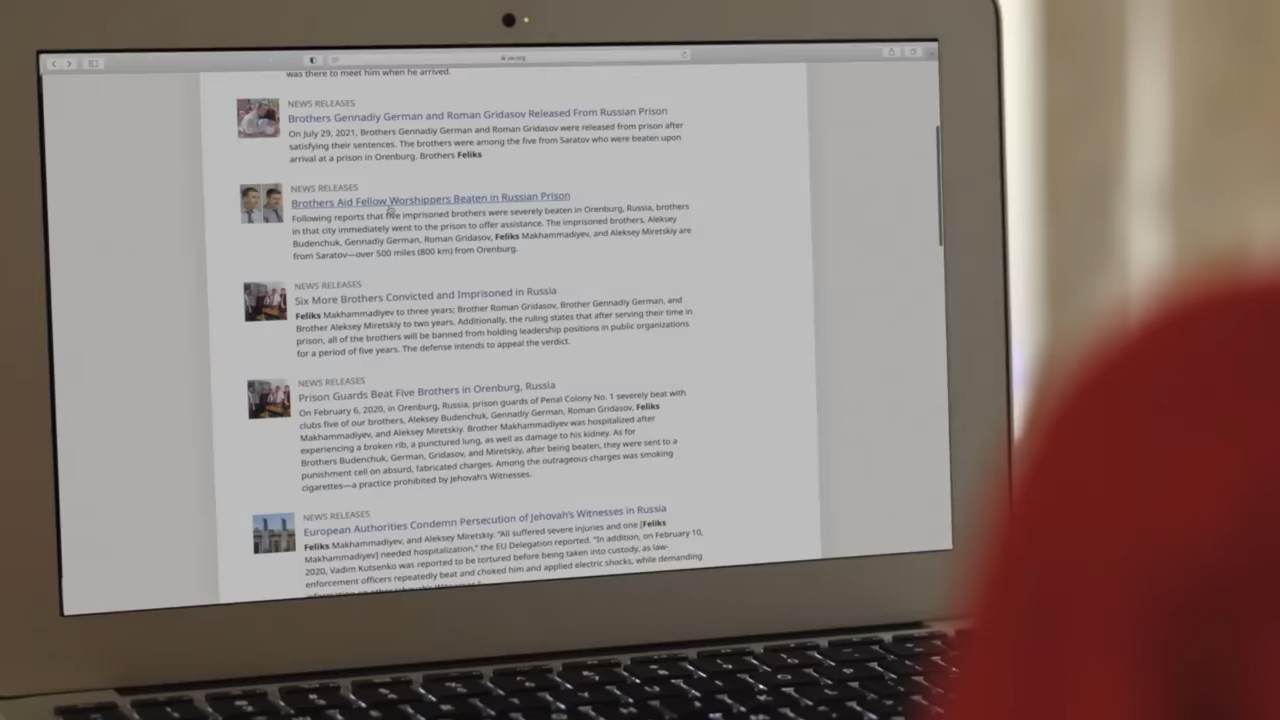 jw.org
was there to meet him when he arrived.
NEWS RELEASES
Brothers Gennadiy German and Roman Gridasov Released From Russian Prison
On July 29, 2021, Brothers Gennadiy German and Roman Gridasov were released from prison after
satisfying their sentences. The brothers were among the five from Saratov who were beaten upon
arrival at a prison in Orenburg. Brothers Feliks
NEWS RELEASES
Brothers Aid Fellow Worshippers Beaten in Russian Prison
Following reports that five imprisoned brothers were severely beaten in Orenburg, Russia, brothers
in that city immediately went to the prison to offer assistance. The imprisoned brothers, Aleksey
Budenchuk, Gennadiy German, Roman Gridasov, Feliks Makhammadiyev, and Aleksey Miretskiy are
from Saratov—over 500 miles (800 km) from Orenburg.
NEWS RELEASES
Six More Brothers Convicted and Imprisoned in Russia
Feliks Makhammadiyev to three years; Brother Roman Gridasov, Brother Gennadiy German, and
Brother Aleksey Miretskiy to two years. Additionally, the ruling states that after serving their time in
prison, all of the brothers will be banned from holding leadership positions in public organizations
for a period of five years. The defense intends to appeal the verdict.
NEWS RELEASES
Prison Guards Beat Five Brothers in Orenburg, Russia
On February 6, 2020, in Orenburg, Russia, prison guards of Penal Colony No. 1 severely beat with
clubs five of our brothers, Aleksey Budenchuk, Gennadiy German, Roman Gridasov, Feliks
Makhammadiyev, and Aleksey Miretskiy. Brother Makhammadiyev was hospitalized after
experiencing a broken rib, a punctured lung, as well as damage to his kidney. As for
Brothers Budenchuk, German, Gridasov, and Miretskiy, after being beaten, they were sent to a
punishment cell on absurd, fabricated charges. Among the outrageous charges was smoking
cigarettes—a practice prohibited by Jehovah's Witnesses.
NEWS RELEASES
European Authorities Condemn Persecution of Jehovah's Witnesses in Russia
Feliks Makhammadiyev, and Aleksey Miretskiy. "All suffered severe injuries and one [Feliks
Makhammadiyev] needed hospitalization," the EU Delegation reported. "In addition, on February 10,
2020, Vadim Kutsenko was reported to be tortured before being taken into custody, as law-
enforcement officers repeatedly beat and choked him and applied electric shocks, while demanding